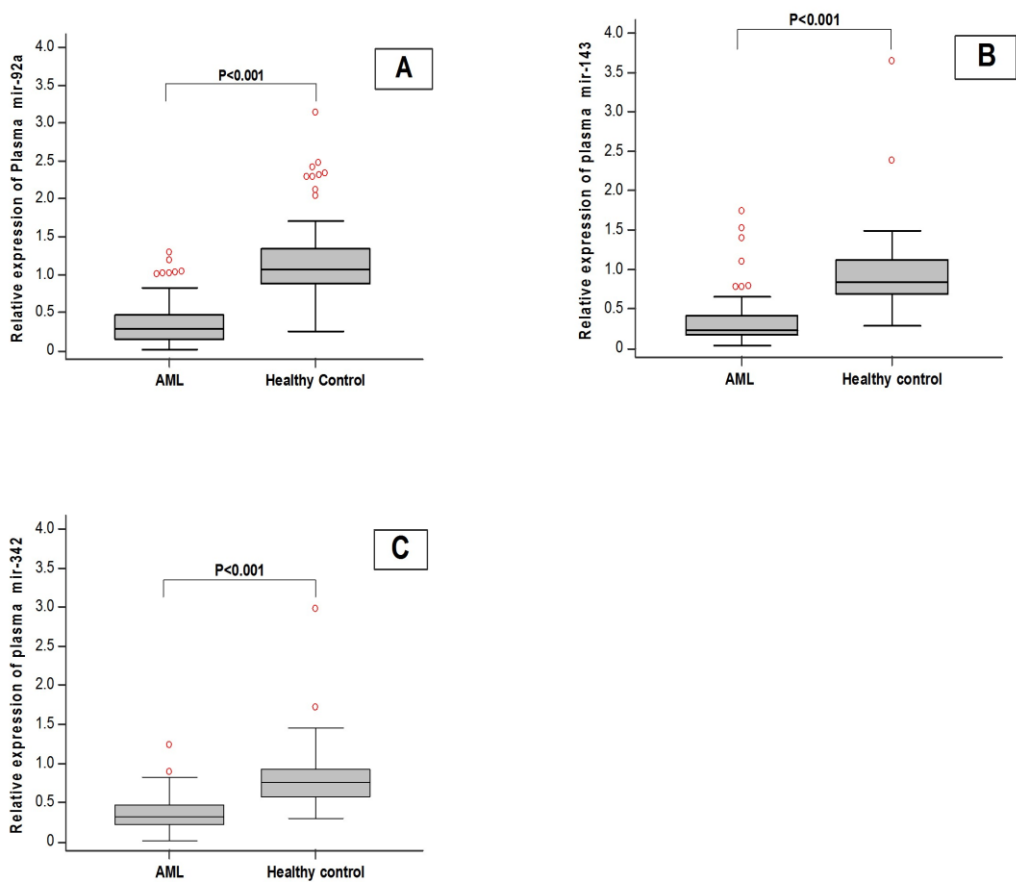 A
P<0.001
Relative expression of Plasma mir-92a
4.0
3.5
3.0
2.5
2.0
1.5
1.0
0.5
0
AML
Healthy Control
B
P<0.001
Relative expression of plasma mir-143
4.0
3.5
3.0
2.5
2.0
1.5
1.0
0.5
0
AML
Healthy control
C
P<0.001
Relative expression of plasma mir-342
4.0
3.5
3.0
2.5
2.0
1.5
1.0
0.5
0
AML
Healthy control